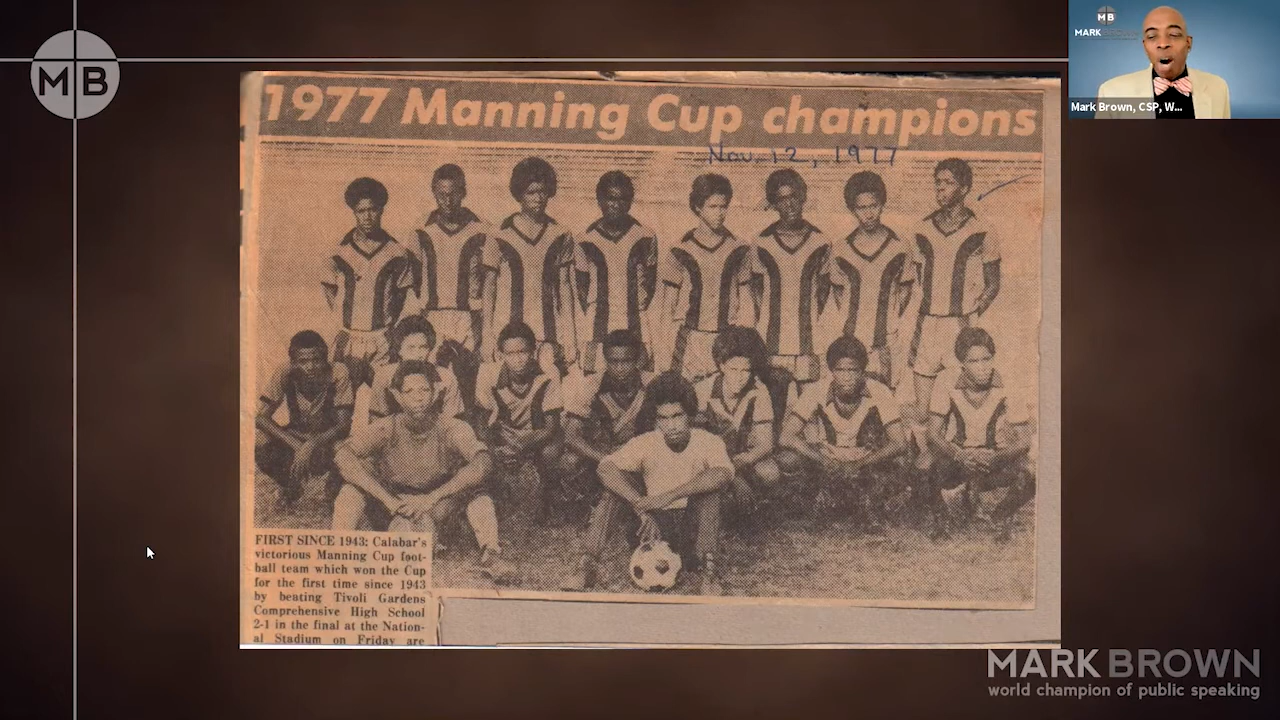 MB
MB
MARK
Mark Brown, CSP, W...
1977 Manning Cup champions
Nov. 12, 1977
FIRST SINCE 1943: Calabar's
victorious Manning Cup foot-
ball team which won the Cup
for the first time since 1943
by beating Tivoli Gardens
Comprehensive High School
2-1 in the final at the Nation-
al Stadium on Friday are
MARK BROWN
world champion of public speaking